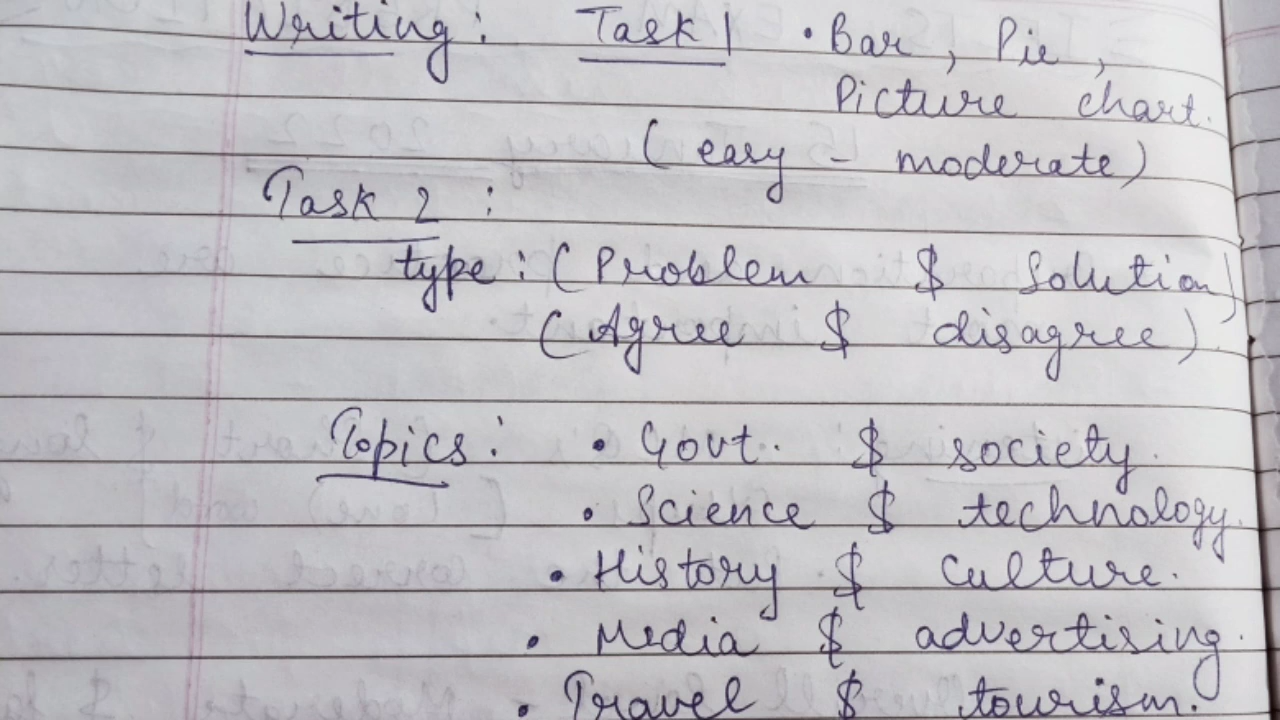 Writing: Task 1 • Bar, Pie,
Picture chart.
(easy - moderate)
Task 2 :
type : (Problem $ Solution)
(Agree $ disagree)
Topics : • Govt. $ society.
• Science $ technology.
• History $ Culture.
• Media $ advertising.
• Travel $ tourism.